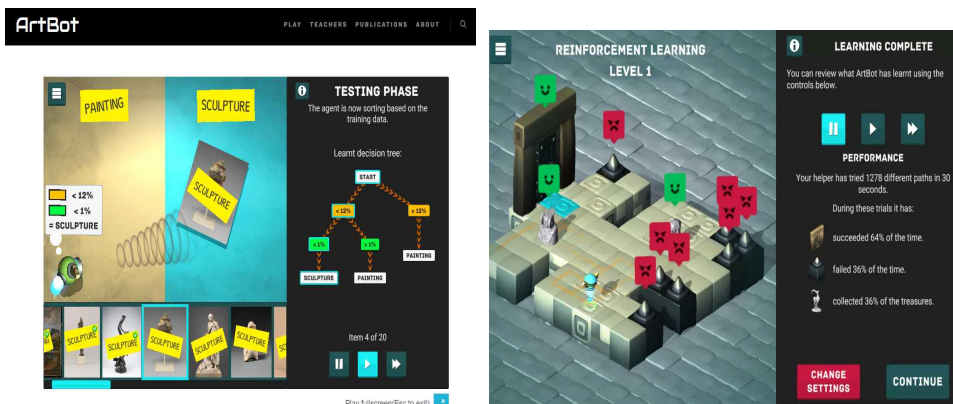 ArtBot
PLAY TEACHERS PUBLICATIONS ABOUT
PAINTING
SCULPTURE
SCULPTURE
< 12%
< 1%
= SCULPTURE
SCULPTURE
SCULPTURE
SCULPTURE
SCULPTURE
SCULPTURE
TESTING PHASE
The agent is now sorting based on the
training data.
Learnt decision tree:
START
< 12%
> 12%
< 1%
> 1%
PAINTING
SCULPTURE
PAINTING
Item 4 of 20
Play fullscreen(Esc to exit)
REINFORCEMENT LEARNING
LEVEL 1
LEARNING COMPLETE
You can review what ArtBot has learnt using the
controls below.
PERFORMANCE
Your helper has tried 1278 different paths in 30
seconds.
During these trials it has:
succeeded 64% of the time.
failed 36% of the time.
collected 36% of the treasures.
CHANGE
SETTINGS
CONTINUE